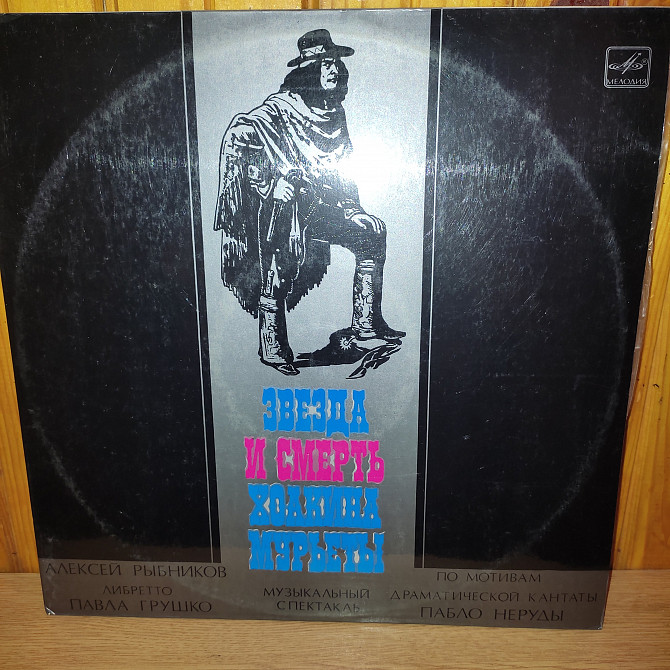 МЕЛОДИЯ
ЗВЕЗДА
И СМЕРТЬ
ХОАКИНА
МУРЬЕТЫ
АЛЕКСЕЙ РЫБНИКОВ
ЛИБРЕТТО
ПАВЛА ГРУШКО
МУЗЫКАЛЬНЫЙ
СПЕКТАКЛЬ
ПО МОТИВАМ
ДРАМАТИЧЕСКОЙ КАНТАТЫ
ПАБЛО НЕРУДЫ